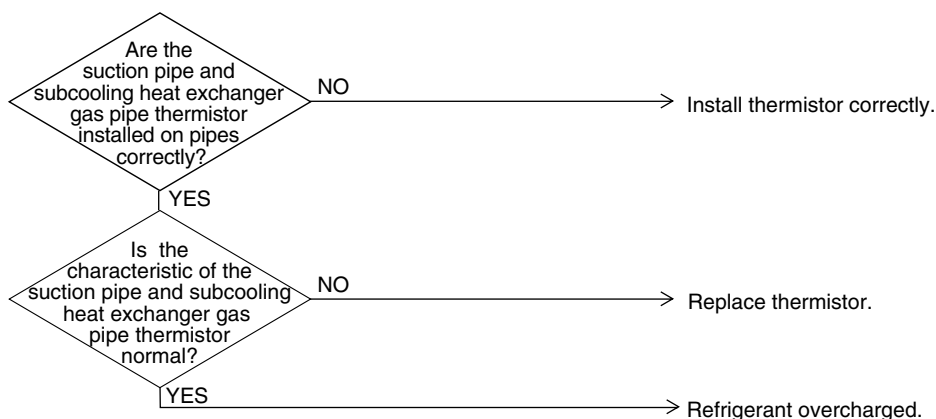 Are the
suction pipe and
subcooling heat exchanger
gas pipe thermistor
installed on pipes
correctly?
NO
Install thermistor correctly.
YES
Is the
characteristic of the
suction pipe and subcooling
heat exchanger gas
pipe thermistor
normal?
NO
Replace thermistor.
YES
Refrigerant overcharged.